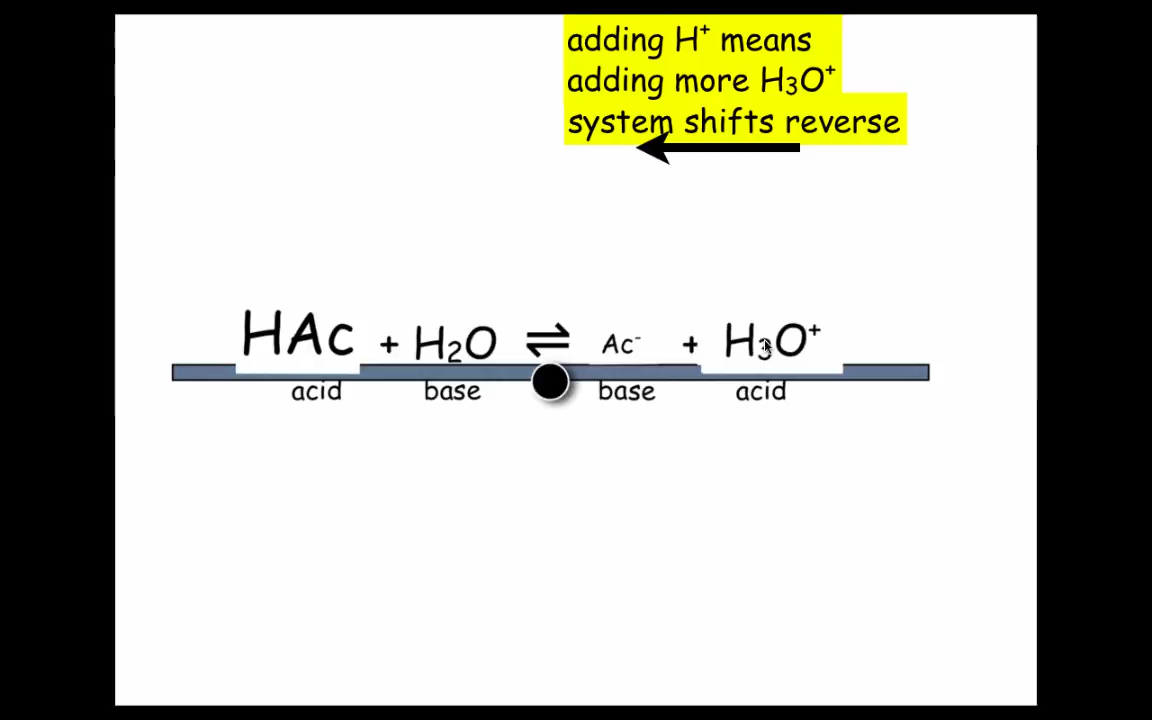 adding H⁺ means
adding more H₃O⁺
system shifts reverse
HAc + H₂O ⇌ Ac⁻ + H₃O⁺
acid base base acid